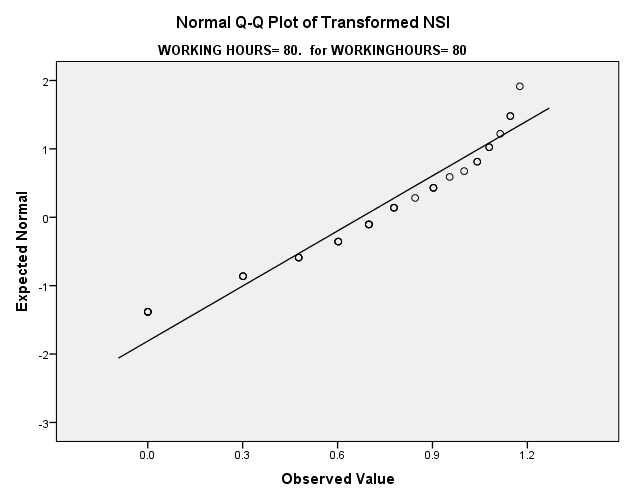 Normal Q-Q Plot of Transformed NSI
WORKING HOURS= 80. for WORKINGHOURS= 80
2
1
0
-1
-2
-3
Expected Normal
0.0 0.3 0.6 0.9 1.2
Observed Value